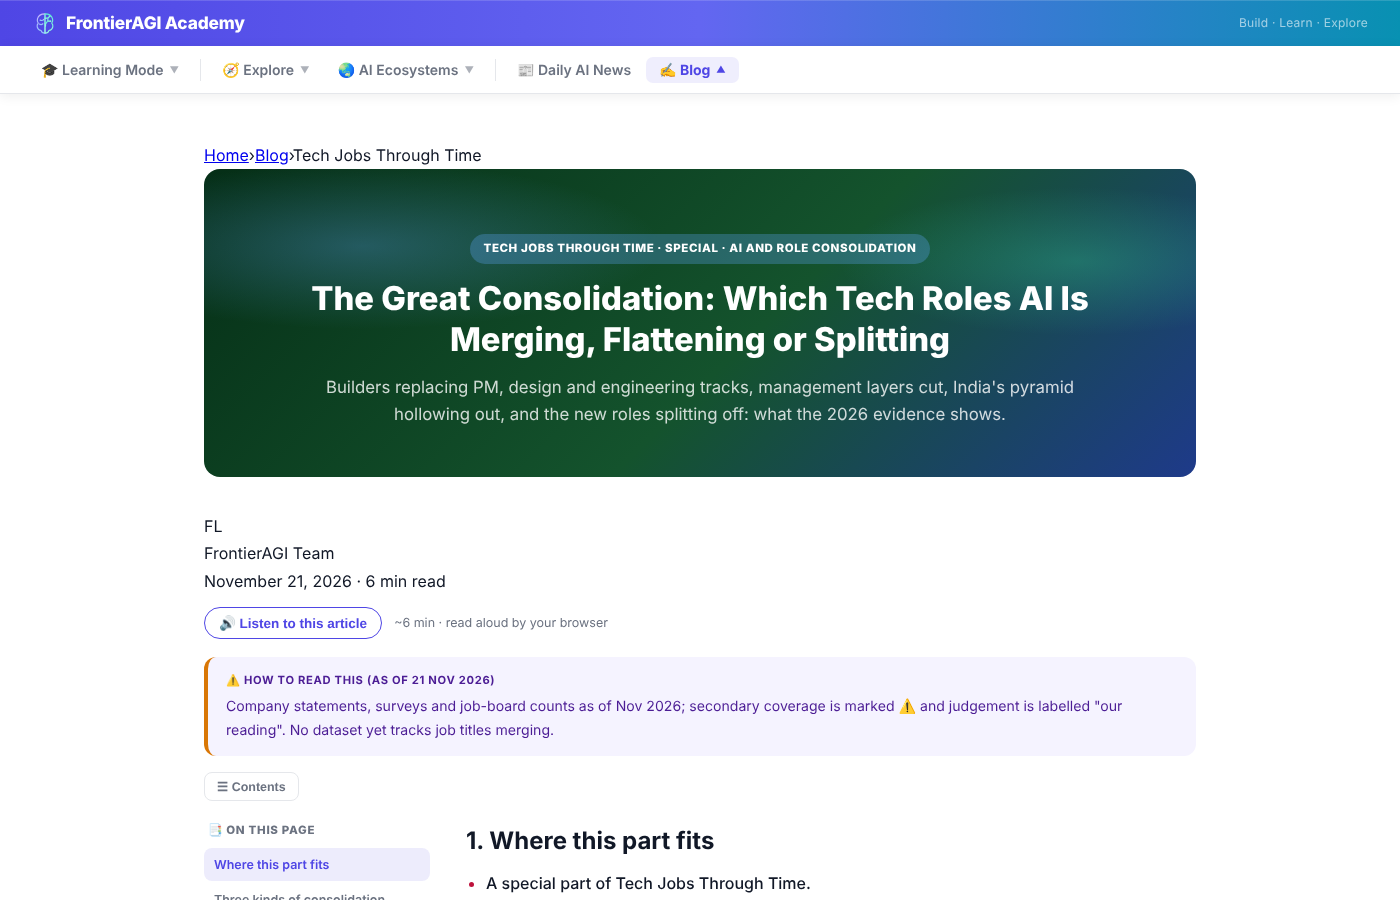 FrontierAGI Academy
Build · Learn · Explore
🎓 Learning Mode ▼
🧭 Explore ▼
🌏 AI Ecosystems ▼
📰 Daily AI News
✍️ Blog ▲
Home›Blog›Tech Jobs Through Time
TECH JOBS THROUGH TIME · SPECIAL · AI AND ROLE CONSOLIDATION
The Great Consolidation: Which Tech Roles AI Is
Merging, Flattening or Splitting
Builders replacing PM, design and engineering tracks, management layers cut, India's pyramid
hollowing out, and the new roles splitting off: what the 2026 evidence shows.
FL
FrontierAGI Team
November 21, 2026 · 6 min read
🔊 Listen to this article
~6 min · read aloud by your browser
⚠️ HOW TO READ THIS (AS OF 21 NOV 2026)
Company statements, surveys and job-board counts as of Nov 2026; secondary coverage is marked ⚠️ and judgement is labelled "our
reading". No dataset yet tracks job titles merging.
☰ Contents
📑 ON THIS PAGE
Where this part fits
Three kinds of consolidation
1. Where this part fits
• A special part of Tech Jobs Through Time.